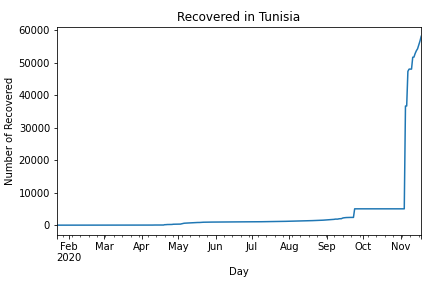 Recovered in Tunisia
60000
50000
40000
30000
20000
10000
0
Number of Recovered
Feb Mar Apr May Jun Jul Aug Sep Oct Nov
2020
Day